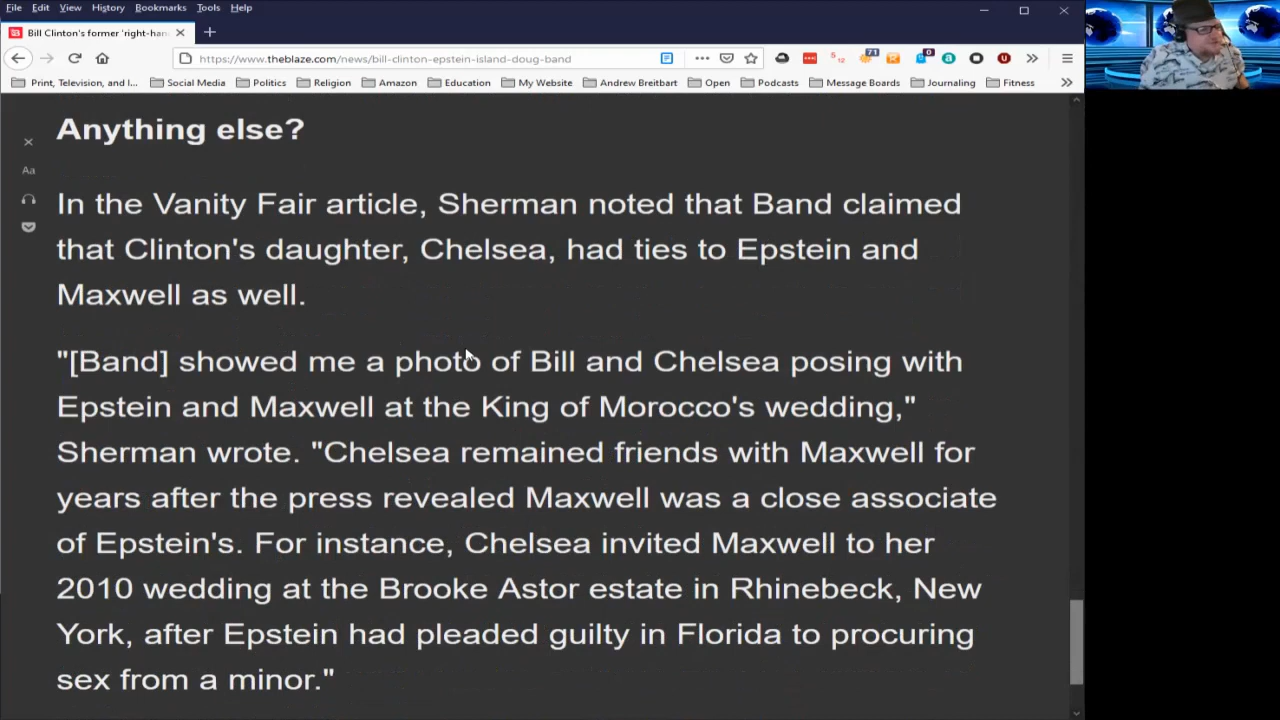 File Edit View History Bookmarks Tools Help
Bill Clinton's former 'right-han
https://www.theblaze.com/news/bill-clinton-epstein-island-doug-band
71
12
0
Print, Television, and I... Social Media Politics Religion Amazon Education My Website Andrew Breitbart Open Podcasts Message Boards Journaling Fitness
Anything else?
Aa
In the Vanity Fair article, Sherman noted that Band claimed
that Clinton's daughter, Chelsea, had ties to Epstein and
Maxwell as well.
"[Band] showed me a photo of Bill and Chelsea posing with
Epstein and Maxwell at the King of Morocco's wedding,"
Sherman wrote. "Chelsea remained friends with Maxwell for
years after the press revealed Maxwell was a close associate
of Epstein's. For instance, Chelsea invited Maxwell to her
2010 wedding at the Brooke Astor estate in Rhinebeck, New
York, after Epstein had pleaded guilty in Florida to procuring
sex from a minor."